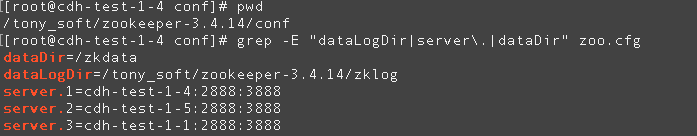 [[root@cdh-test-1-4 conf]# pwd
/tony_soft/zookeeper-3.4.14/conf
[[root@cdh-test-1-4 conf]# grep -E "dataLogDir|server\.|dataDir" zoo.cfg
dataDir=/zkdata
dataLogDir=/tony_soft/zookeeper-3.4.14/zklog
server.1=cdh-test-1-4:2888:3888
server.2=cdh-test-1-5:2888:3888
server.3=cdh-test-1-1:2888:3888